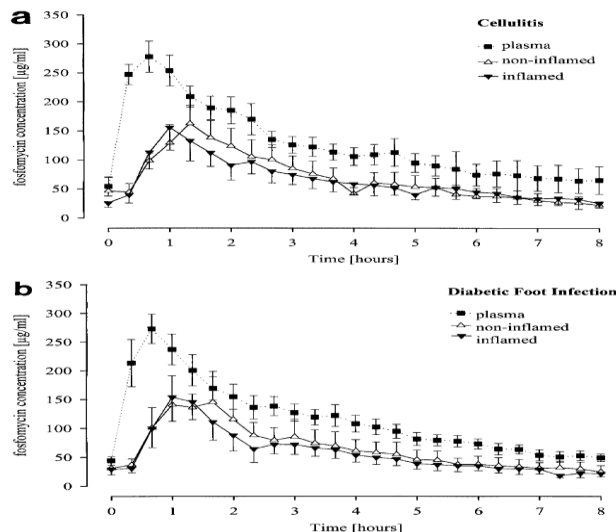 a
Cellulitis
plasma
non-inflamed
inflamed
fosfomycin concentration [µg/ml]
350
300
250
200
150
100
50
0
0 1 2 3 4 5 6 7 8
Time [hours]
b
Diabetic Foot Infection
plasma
non-inflamed
inflamed
fosfomycin concentration [µg/ml]
350
300
250
200
150
100
50
0
0 1 2 3 4 5 6 7 8
Time [hours]